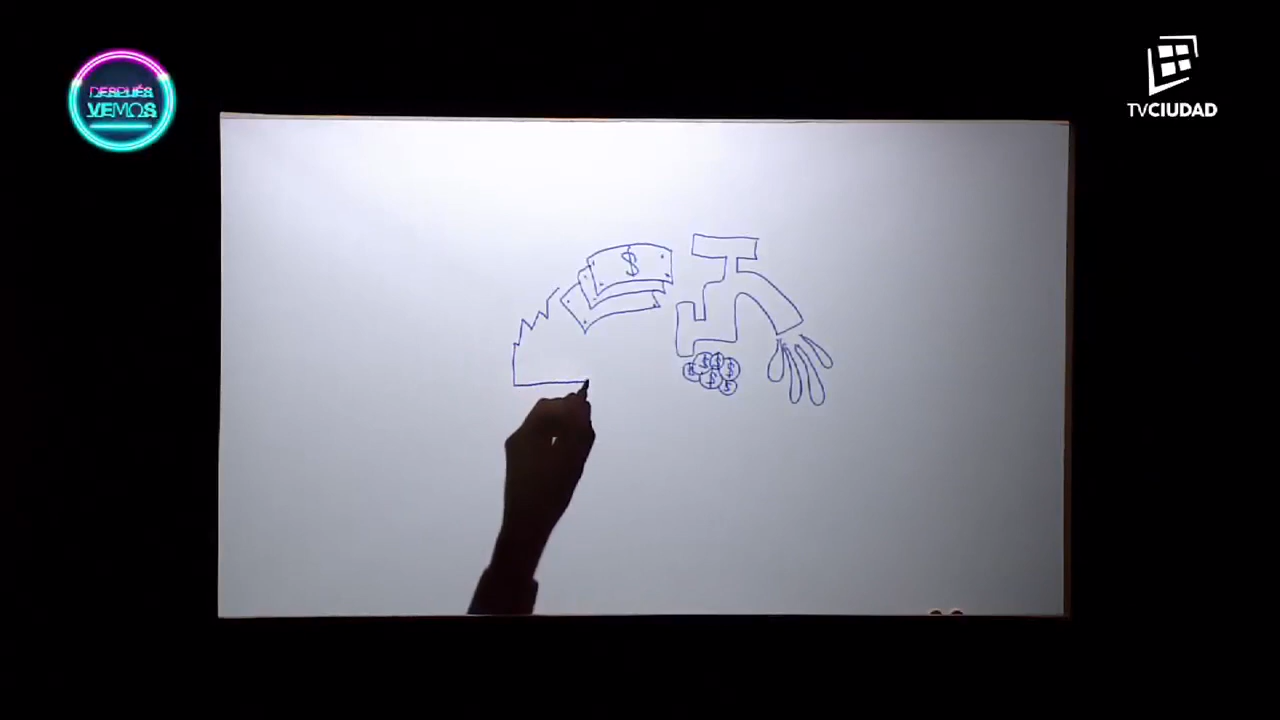 DESPUÉS
VEMOS
TVCIUDAD
$
$ $ $
$ $ $